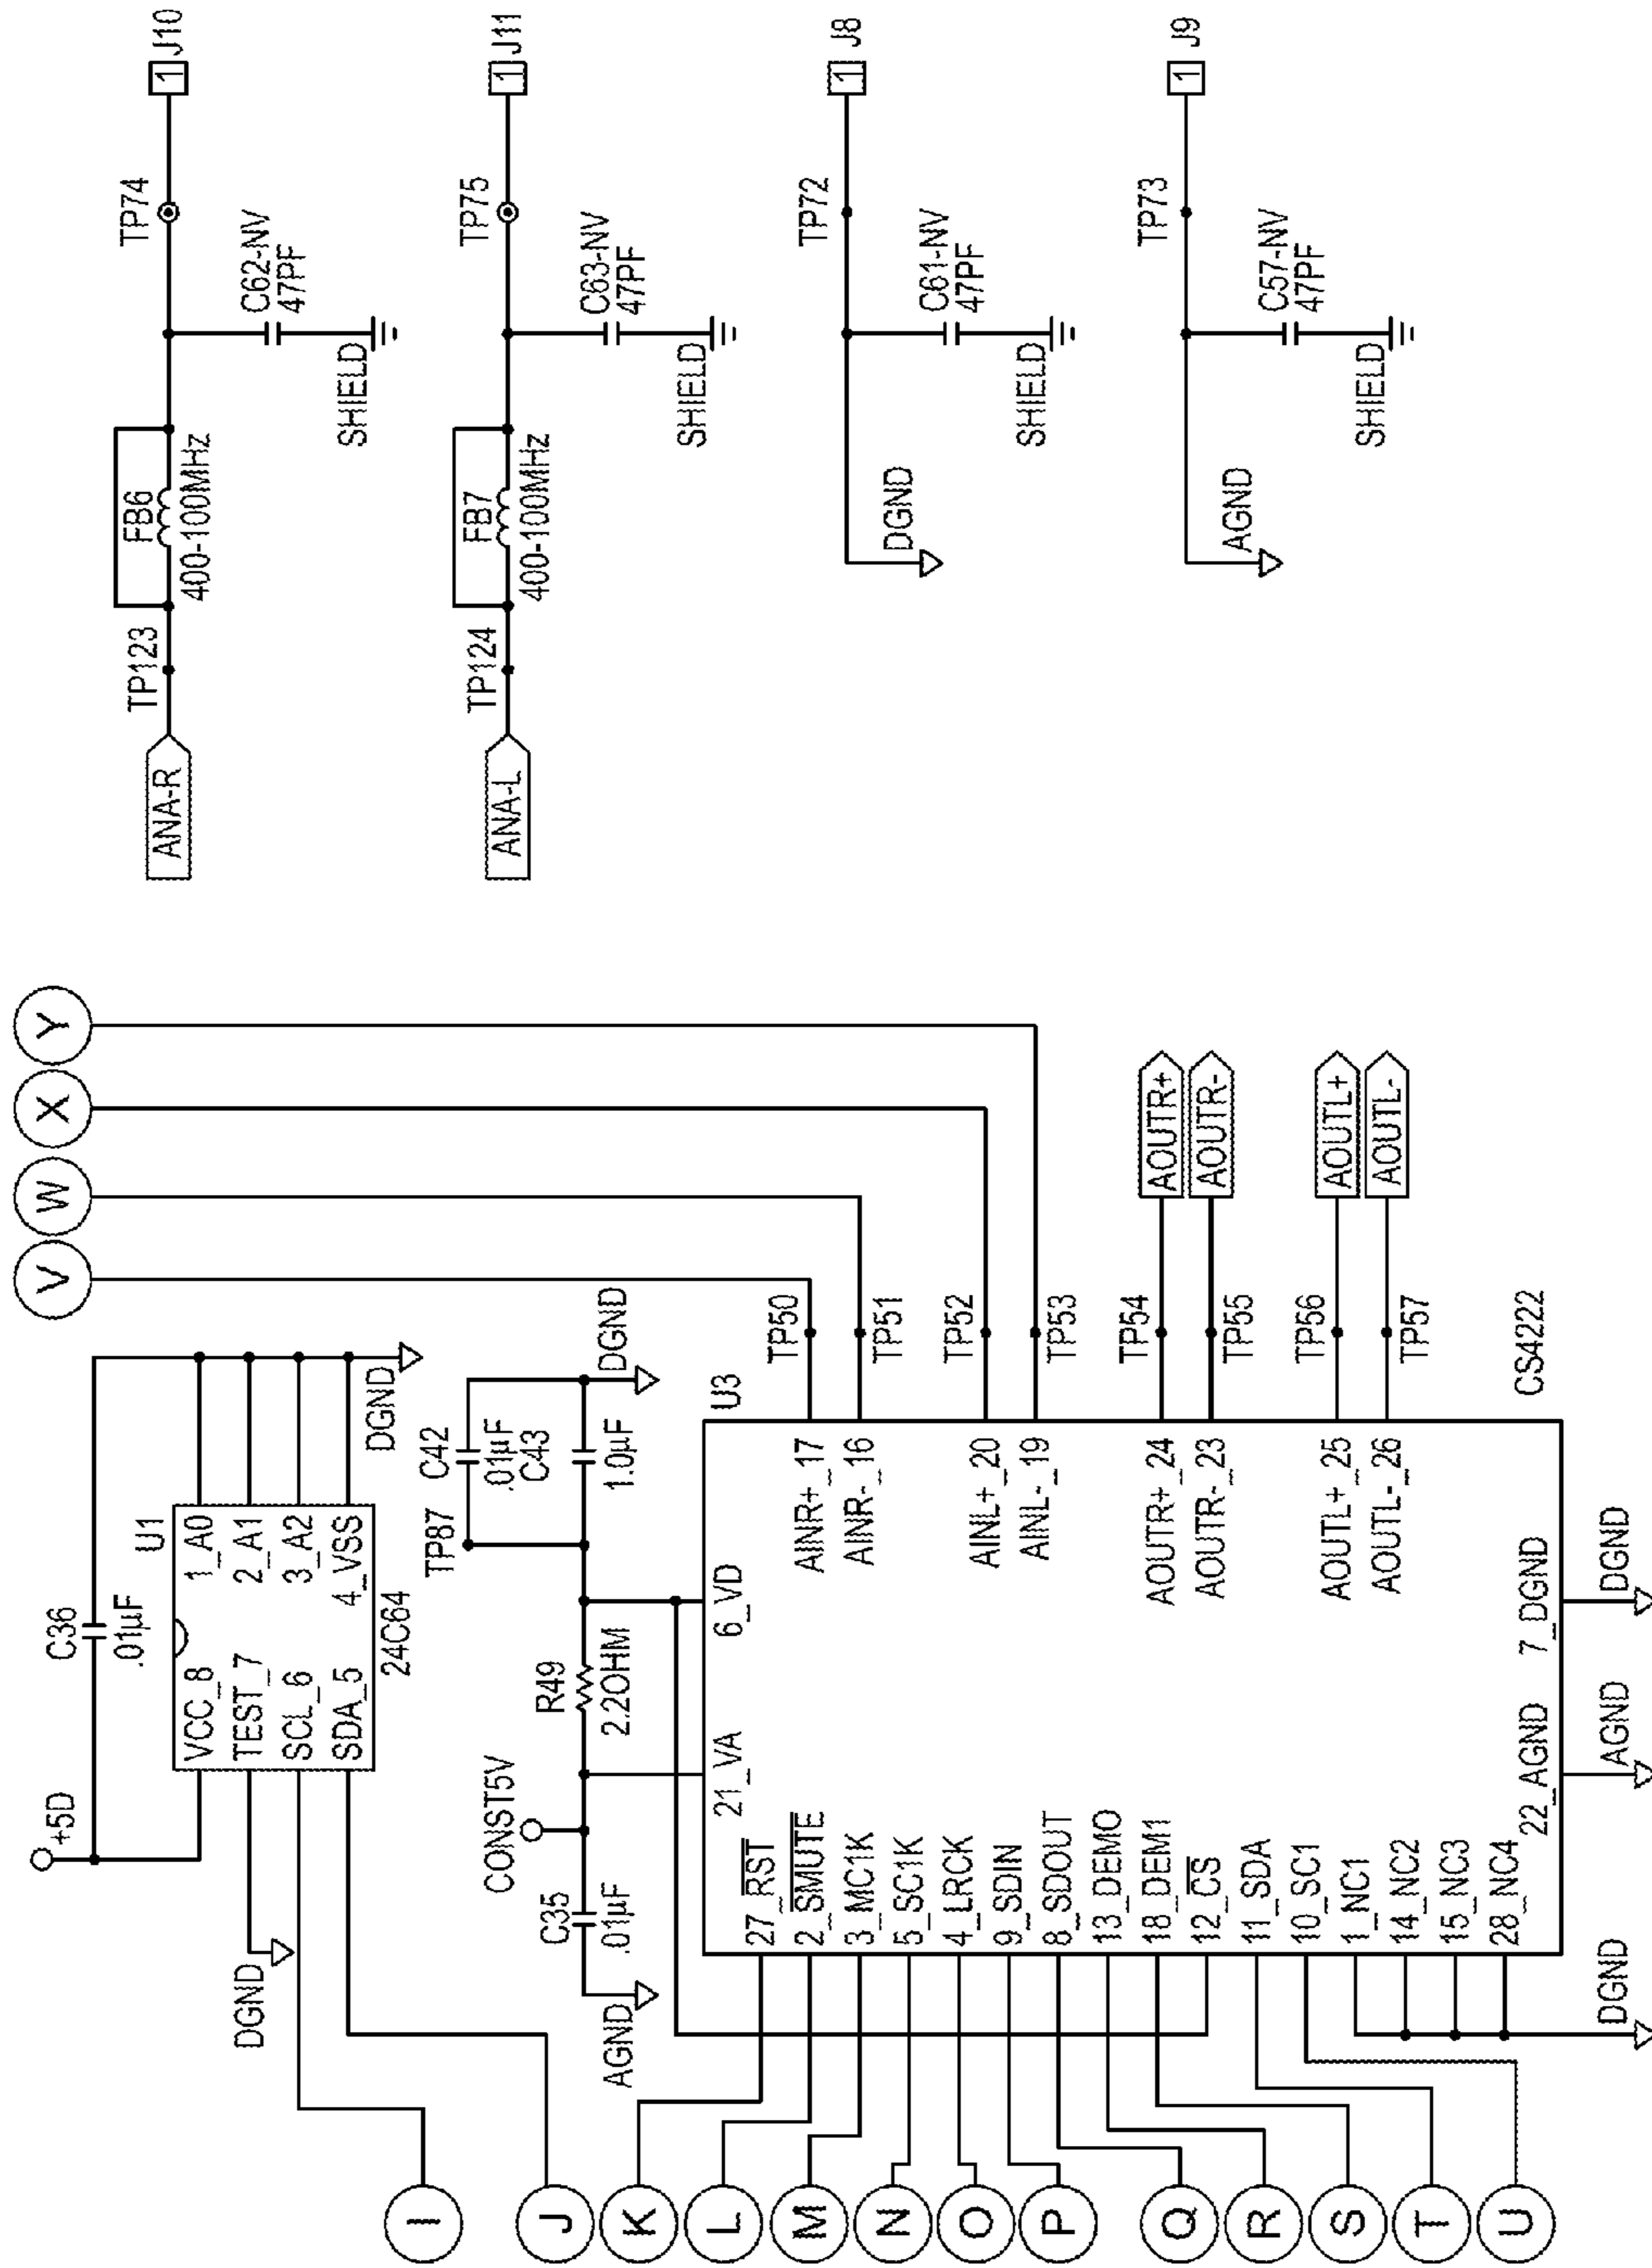 I
J
K
L
M
N
O
P
Q
R
S
T
U
V
W
X
Y
+5D
C36
.01µF
DGND
U1
VCC_8
TEST_7
SCL_6
SDA_5
1_A0
2_A1
3_A2
4_VSS
24C64
DGND
CONST5V
C35
.01µF
AGND
R49
2.2OHM
TP87
C42
.01µF
C43
1.0µF
DGND
U3
21_VA
6_VD
27_RST
2_SMUTE
3_MC1K
5_SC1K
4_LRCK
9_SDIN
8_SDOUT
13_DEMO
18_DEM1
12_CS
11_SDA
10_SC1
1_NC1
14_NC2
15_NC3
28_NC4
AINR+_17
AINR-_16
AINL+_20
AINL-_19
AOUTR+_24
AOUTR-_23
AOUTL+_25
AOUTL-_26
22_AGND
7_DGND
DGND
AGND
DGND
CS4222
TP50
TP51
TP52
TP53
TP54
TP55
TP56
TP57
AOUTR+
AOUTR-
AOUTL+
AOUTL-
ANA-R
TP123
FB6
400-100MHz
C62-NV
47PF
SHIELD
TP74
1 J10
ANA-L
TP124
FB7
400-100MHz
C63-NV
47PF
SHIELD
TP75
1 J11
DGND
C61-NV
47PF
SHIELD
TP72
1 J8
AGND
C57-NV
47PF
SHIELD
TP73
1 J9